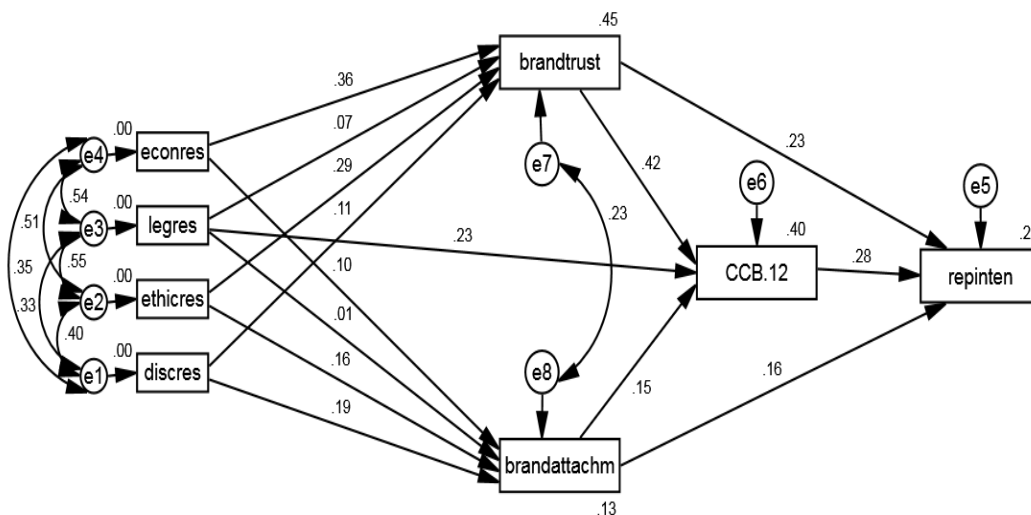 .45
brandtrust
.36
.00
e4
econres
.07
e7
.23
.29
.42
e6
e5
.54
.00
e3
legres
.11
.23
.23
.51
.40
.35
.55
.00
e2
ethicres
.10
CCB.12
.28
repinten
.33
.01
.40
.00
e1
discres
.16
e8
.15
.16
.19
brandattachm
.13